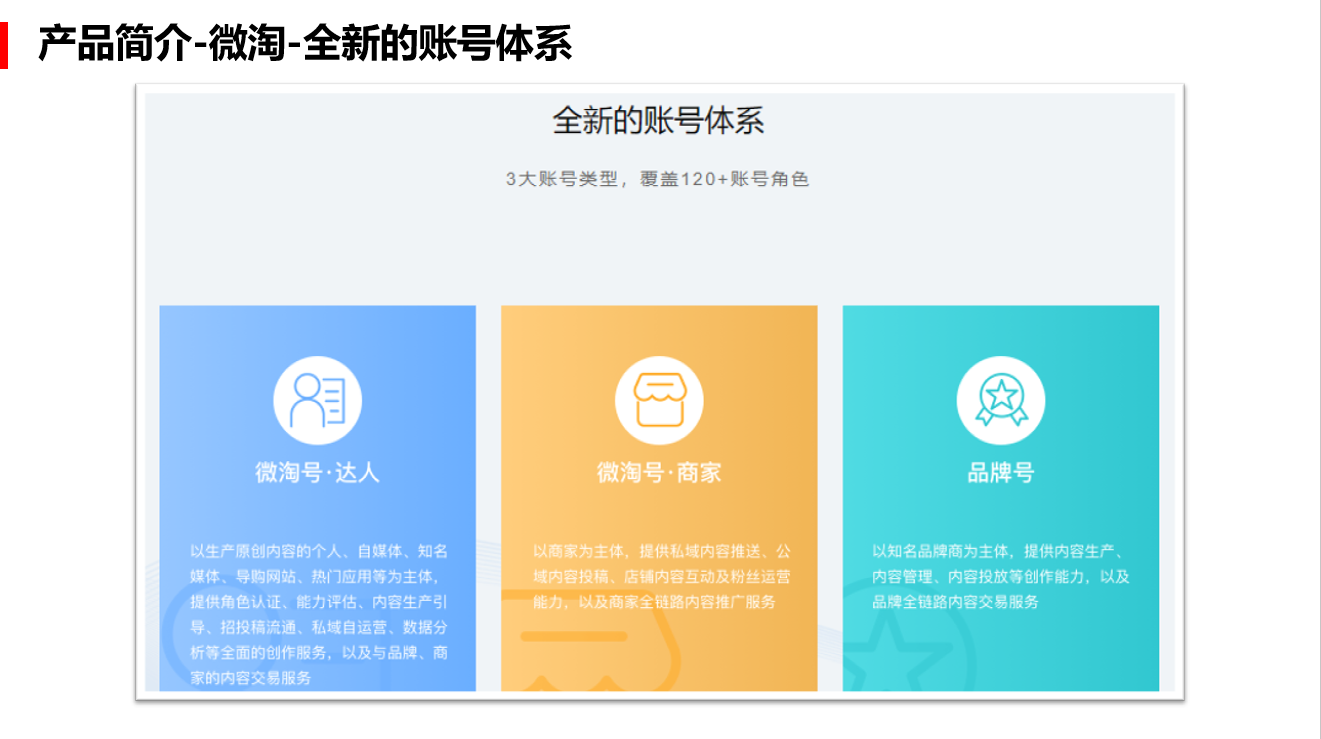 产品简介-微淘-全新的账号体系
全新的账号体系
3大账号类型，覆盖120+账号角色
微淘号·达人
以生产原创内容的个人、自媒体、知名
媒体、导购网站、热门应用等为主体，
提供角色认证、能力评估、内容生产引
导、招投稿流通、私域自运营、数据分
析等全面的创作服务，以及与品牌、商
家的内容交易服务
微淘号·商家
以商家为主体，提供私域内容推送、公
域内容投稿、店铺内容互动及粉丝运营
能力，以及商家全链路内容推广服务
品牌号
以知名品牌商为主体，提供内容生产、
内容管理、内容投放等创作能力，以及
品牌全链路内容交易服务